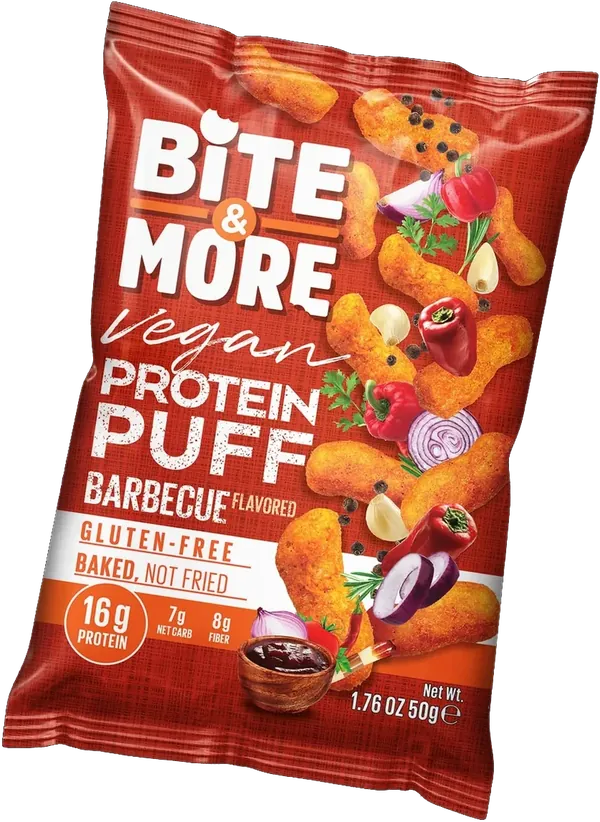 BiTE
&
MORE
vegan
PROTEIN
PUFF
BARBECUE FLAVORED
GLUTEN-FREE
BAKED, NOT FRIED
16g PROTEIN
7g NET CARB
8g FIBER
Net Wt.
1.76 OZ 50g℮